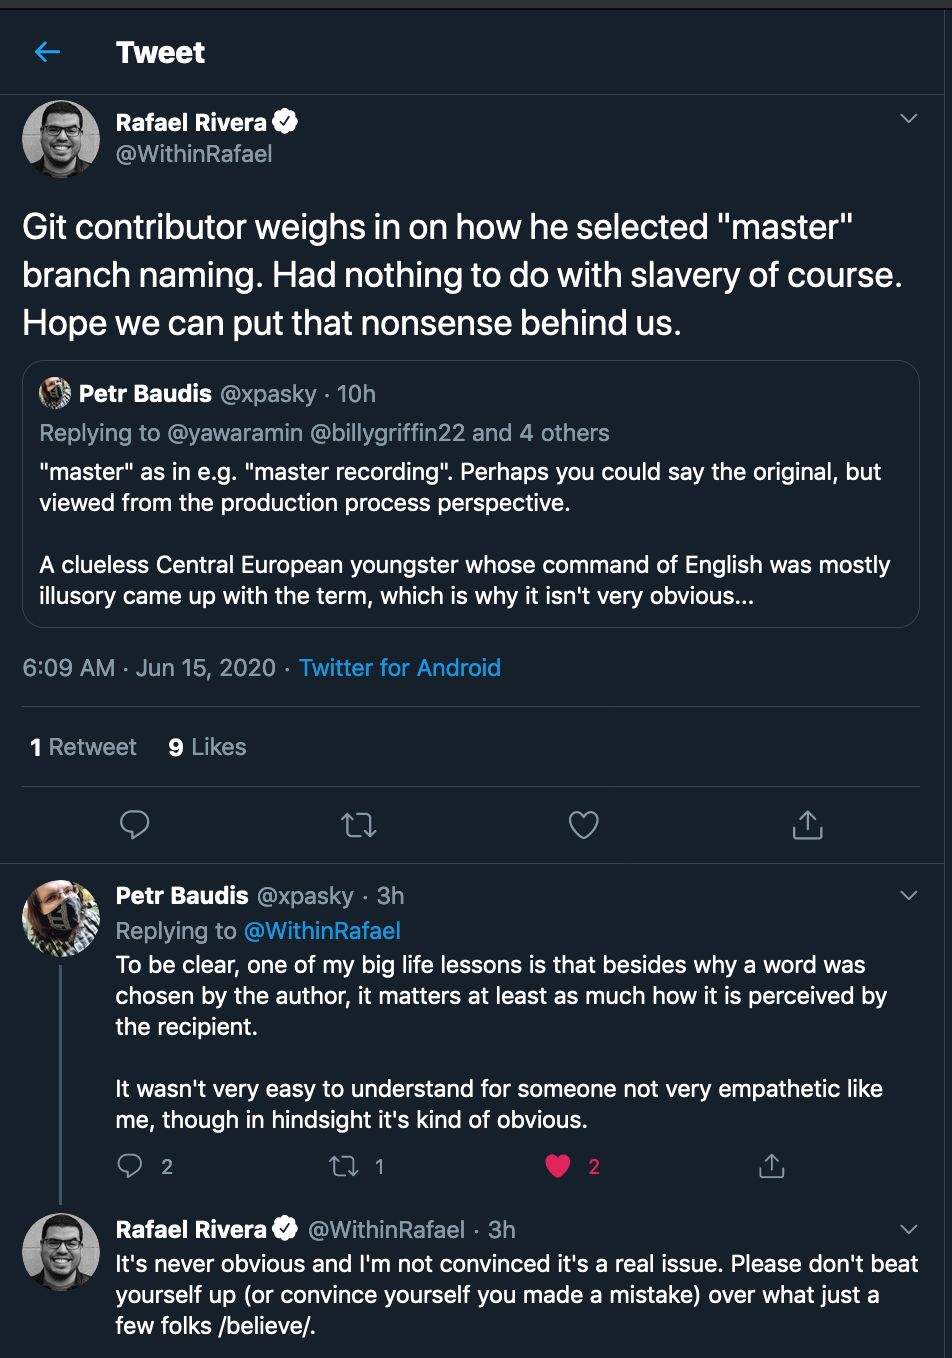 Tweet
Rafael Rivera
@WithinRafael
Git contributor weighs in on how he selected "master"
branch naming. Had nothing to do with slavery of course.
Hope we can put that nonsense behind us.
Petr Baudis @xpasky · 10h
Replying to @yawaramin @billygriffin22 and 4 others
"master" as in e.g. "master recording". Perhaps you could say the original, but
viewed from the production process perspective.
A clueless Central European youngster whose command of English was mostly
illusory came up with the term, which is why it isn't very obvious...
6:09 AM · Jun 15, 2020 · Twitter for Android
1 Retweet 9 Likes
Petr Baudis @xpasky · 3h
Replying to @WithinRafael
To be clear, one of my big life lessons is that besides why a word was
chosen by the author, it matters at least as much how it is perceived by
the recipient.
It wasn't very easy to understand for someone not very empathetic like
me, though in hindsight it's kind of obvious.
2 1 2
Rafael Rivera @WithinRafael · 3h
It's never obvious and I'm not convinced it's a real issue. Please don't beat
yourself up (or convince yourself you made a mistake) over what just a
few folks /believe/.